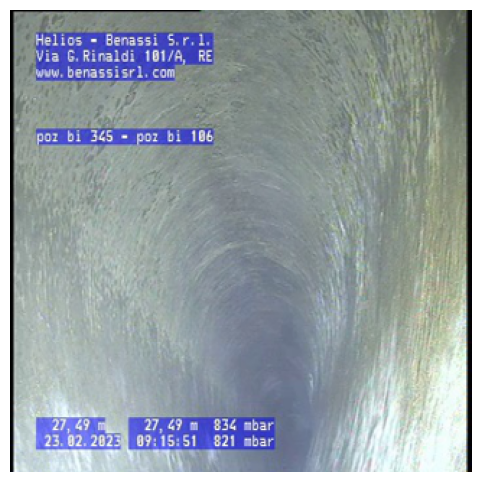 Helios - Benassi S.r.l.
Via G.Rinaldi 101/A, RE
www.benassisrl.com
poz bi 345 - poz bi 106
27,49 m 27,49 m 834 mbar
23.02.2023 09:15:51 821 mbar